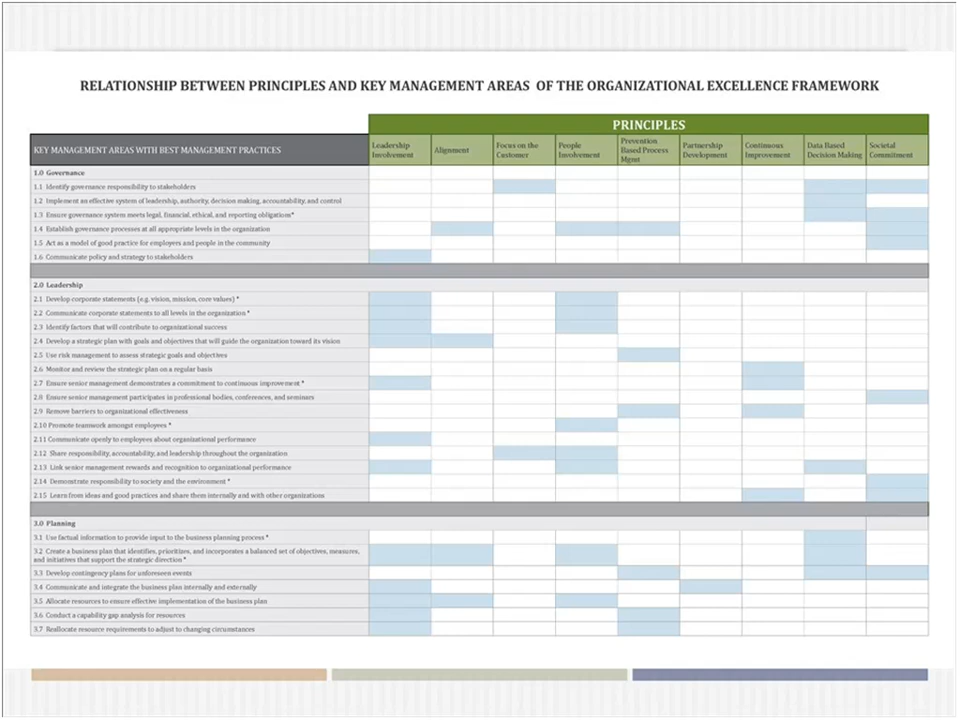 RELATIONSHIP BETWEEN PRINCIPLES AND KEY MANAGEMENT AREAS OF THE ORGANIZATIONAL EXCELLENCE FRAMEWORK
PRINCIPLES
KEY MANAGEMENT AREAS WITH BEST MANAGEMENT PRACTICES
Leadership
Involvement
Alignment
Focus on the
Customer
People
Involvement
Prevention
Based Process
Mgmt
Partnership
Development
Continuous
Improvement
Data Based
Decision Making
Societal
Commitment
1.0 Governance
1.1 Identify governance responsibility to stakeholders
1.2 Implement an effective system of leadership, authority, decision making, accountability, and control
1.3 Ensure governance system meets legal, financial, ethical, and reporting obligations*
1.4 Establish governance processes at all appropriate levels in the organization
1.5 Act as a model of good practice for employers and people in the community
1.6 Communicate policy and strategy to stakeholders
2.0 Leadership
2.1 Develop corporate statements (e.g. vision, mission, core values) *
2.2 Communicate corporate statements to all levels in the organization *
2.3 Identify factors that will contribute to organizational success
2.4 Develop a strategic plan with goals and objectives that will guide the organization toward its vision
2.5 Use risk management to assess strategic goals and objectives
2.6 Monitor and review the strategic plan on a regular basis
2.7 Ensure senior management demonstrates a commitment to continuous improvement *
2.8 Ensure senior management participates in professional bodies, conferences, and seminars
2.9 Remove barriers to organizational effectiveness
2.10 Promote teamwork amongst employees *
2.11 Communicate openly to employees about organizational performance
2.12 Share responsibility, accountability, and leadership throughout the organization
2.13 Link senior management rewards and recognition to organizational performance
2.14 Demonstrate responsibility to society and the environment *
2.15 Learn from ideas and good practices and share them internally and with other organizations
3.0 Planning
3.1 Use factual information to provide input to the business planning process *
3.2 Create a business plan that identifies, prioritizes, and incorporates a balanced set of objectives, measures,
and initiatives that support the strategic direction *
3.3 Develop contingency plans for unforeseen events
3.4 Communicate and integrate the business plan internally and externally
3.5 Allocate resources to ensure effective implementation of the business plan
3.6 Conduct a capability gap analysis for resources
3.7 Reallocate resource requirements to adjust to changing circumstances